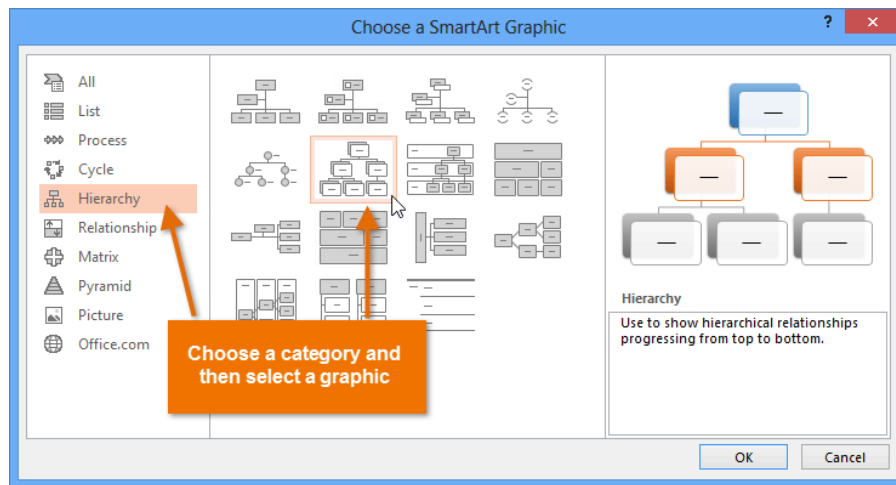 Choose a SmartArt Graphic
?
All
List
Process
Cycle
Hierarchy
Relationship
Matrix
Pyramid
Picture
Office.com
Choose a category and
then select a graphic
Hierarchy
Use to show hierarchical relationships
progressing from top to bottom.
OK
Cancel